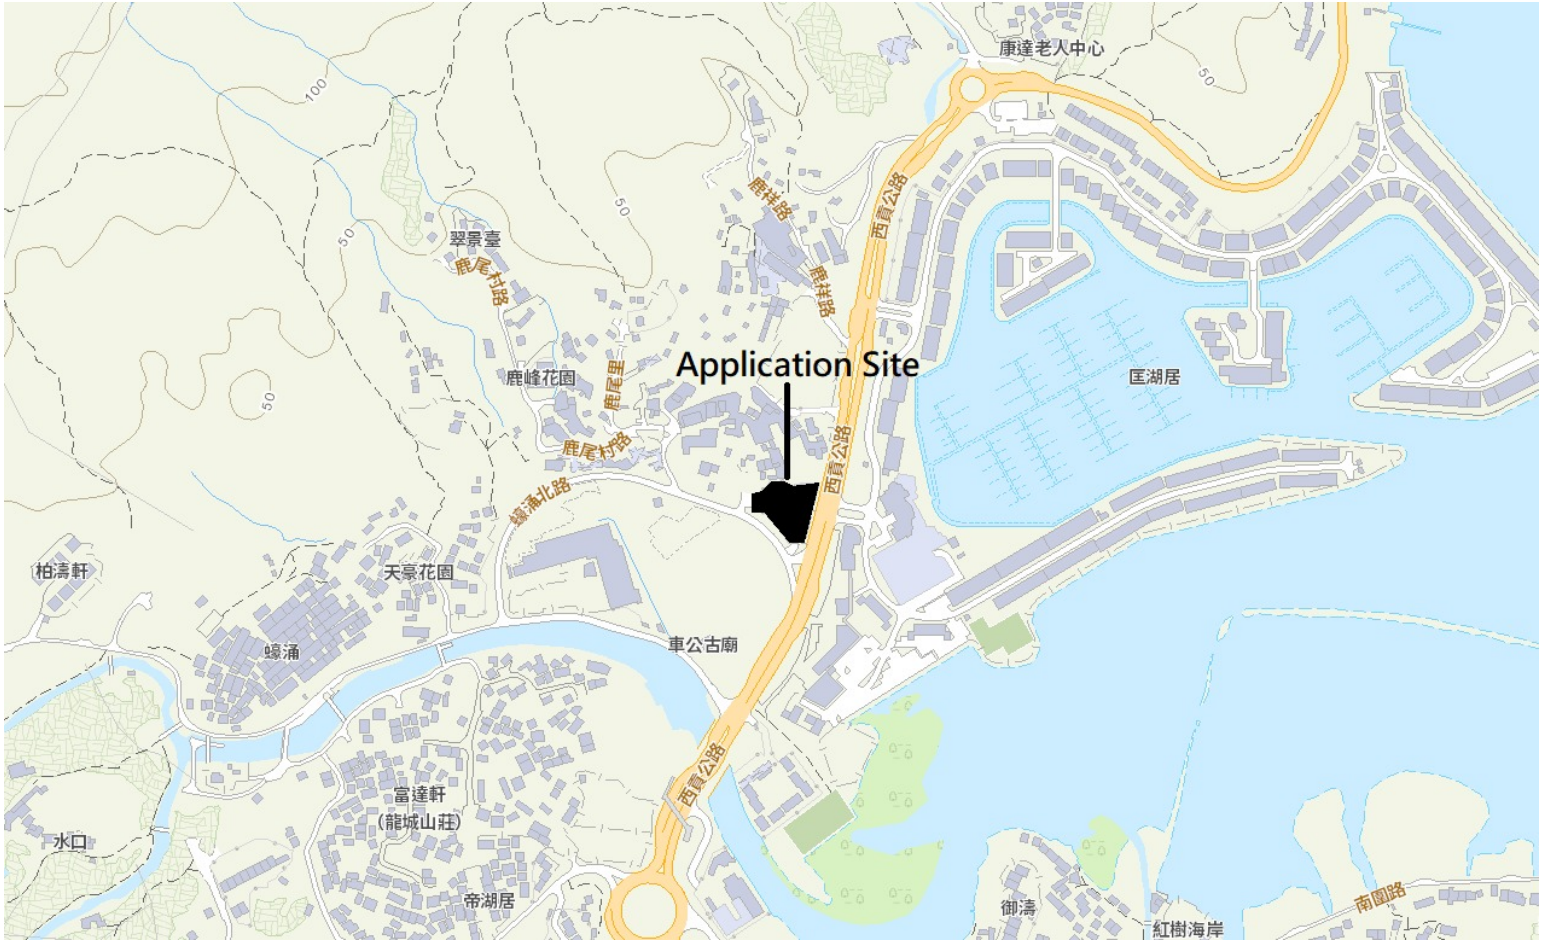 康達老人中心
100
50
鹿祥路
西貢公路
50
翠景臺
50
鹿尾村路
鹿祥路
Application Site
鹿峰花園
鹿尾里
匡湖居
50
鹿尾村路
西貢公路
蠔涌北路
柏濤軒
天豪花園
車公古廟
蠔涌
西貢公路
富達軒
(龍城山莊)
水口
帝湖居
御濤
南圍路
紅樹海岸